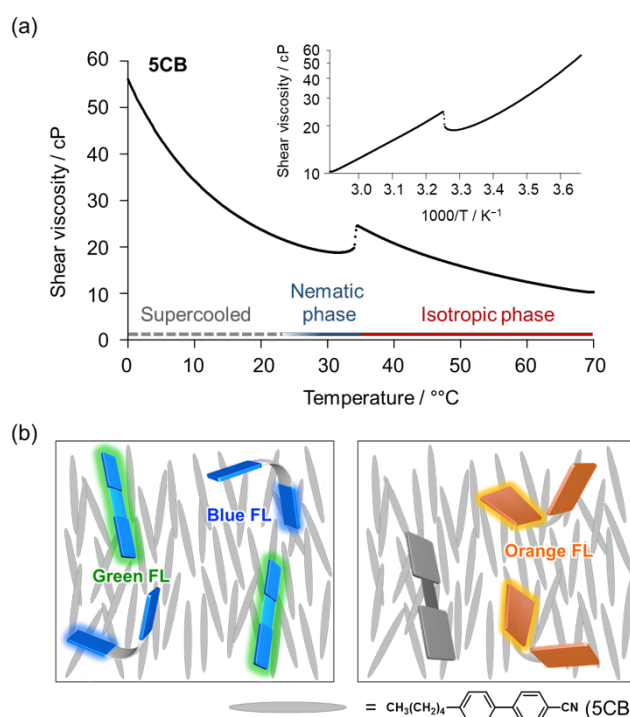 (a)
5CB
Shear viscosity / cP
60
50
40
30
20
10
0
0
10
20
30
40
50
60
70
Temperature / °°C
Supercooled
Nematic
phase
Isotropic phase
Shear viscosity / cP
60
50
40
30
20
10
3.0
3.1
3.2
3.3
3.4
3.5
3.6
1000/T / K⁻¹
(b)
Green FL
Blue FL
Orange FL
= CH₃(CH₂)₄ CN (5CB